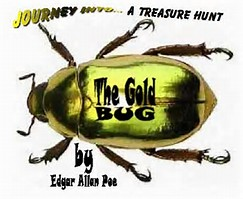 JOURNEY INTO... A TREASURE HUNT
The Gold
BUG
by
Edgar Allan Poe